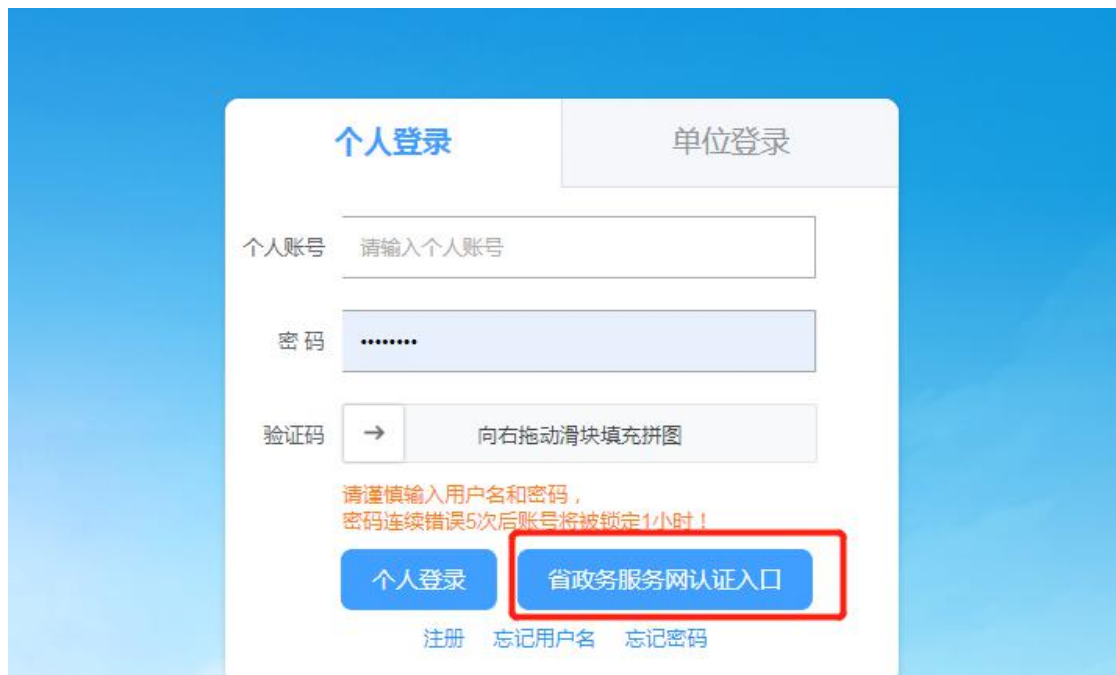 个人登录
单位登录
个人账号 请输入个人账号
密 码 ••••••••
验证码 → 向右拖动滑块填充拼图
请谨慎输入用户名和密码，
密码连续错误5次后账号将被锁定1小时！
个人登录 省政务服务网认证入口
注册 忘记用户名 忘记密码